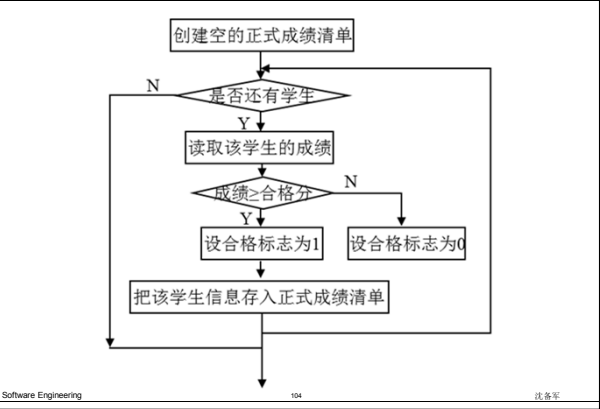 创建空的正式成绩清单
是否还有学生
N
Y
读取该学生的成绩
成绩≥合格分
N
Y
设合格标志为1
设合格标志为0
把该学生信息存入正式成绩清单
Software Engineering
104
沈备军